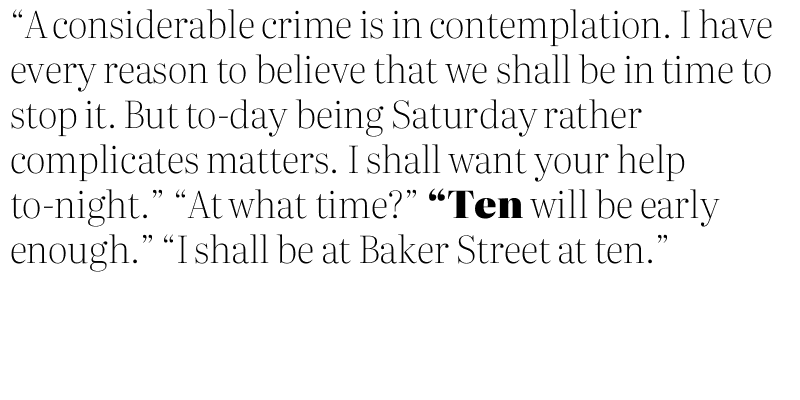 “A considerable crime is in contemplation. I have
every reason to believe that we shall be in time to
stop it. But to-day being Saturday rather
complicates matters. I shall want your help
to-night.” “At what time?” “Ten will be early
enough.” “I shall be at Baker Street at ten.”